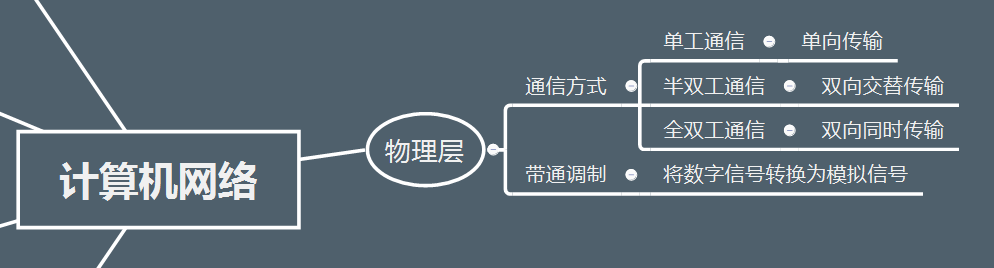 单工通信 单向传输
通信方式 半双工通信 双向交替传输
全双工通信 双向同时传输
计算机网络 物理层
带通调制 将数字信号转换为模拟信号